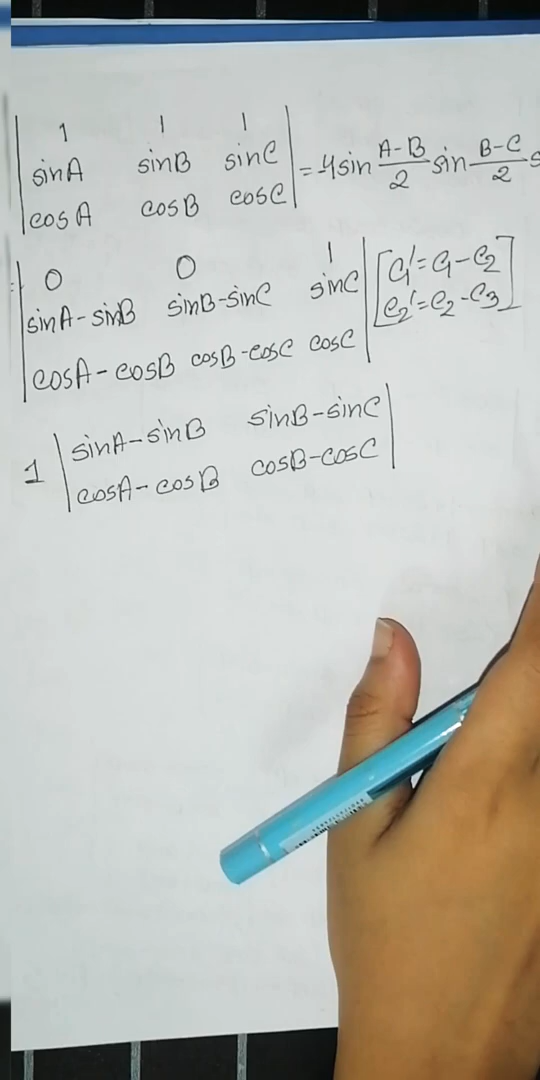 | 1 1 1 |
| sinA sinB sinC | = 4sin A-B/2 sin B-C/2 s
| cosA cosB cosC |
= | 0 0 1 | [C₁' = C₁ - C₂]
| sinA - sinB sinB - sinC sinC | [C₂' = C₂ - C₃]
| cosA - cosB cosB - cosC cosC |
1 | sinA - sinB sinB - sinC |
| cosA - cosB cosB - cosC |